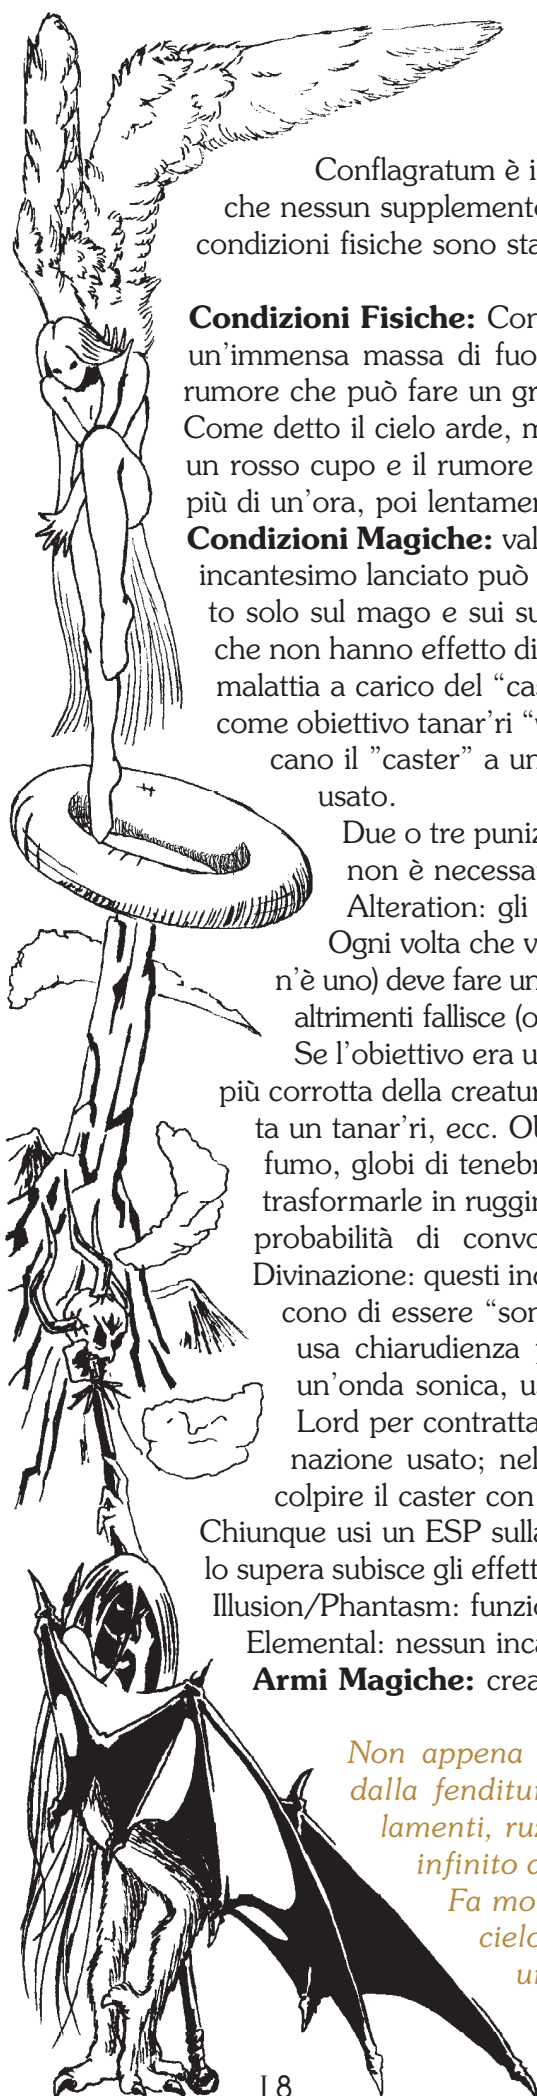 Conflagratum è i
che nessun supplement
condizioni fisiche sono sta
Condizioni Fisiche: Con
un’immensa massa di fuo
rumore che può fare un gr
Come detto il cielo arde, m
un rosso cupo e il rumore
più di un’ora, poi lentamer
Condizioni Magiche: val
incantesimo lanciato può
to solo sul mago e sui su
che non hanno effetto di
malattia a carico del “cas
come obiettivo tanar’ri “v
cano il ”caster” a un
usato.
Due o tre puniz
non è necessa
Alteration: gli
Ogni volta che v
n’è uno) deve fare un
altrimenti fallisce (o
Se l’obiettivo era u
più corrotta della creatur
ta un tanar’ri, ecc. Ob
fumo, globi di tenebr
trasformarle in ruggin
probabilità di convo
Divinazione: questi inc
cono di essere “son
usa chiarudienza p
un’onda sonica, us
Lord per contratta
nazione usato; nel
colpire il caster con
Chiunque usi un ESP sulla
lo supera subisce gli effett
Illusion/Phantasm: funzio
Elemental: nessun inca
Armi Magiche: crea
Non appena
dalla fenditur
lamenti, ruz
infinito c
Fa mo
cielo
un
18